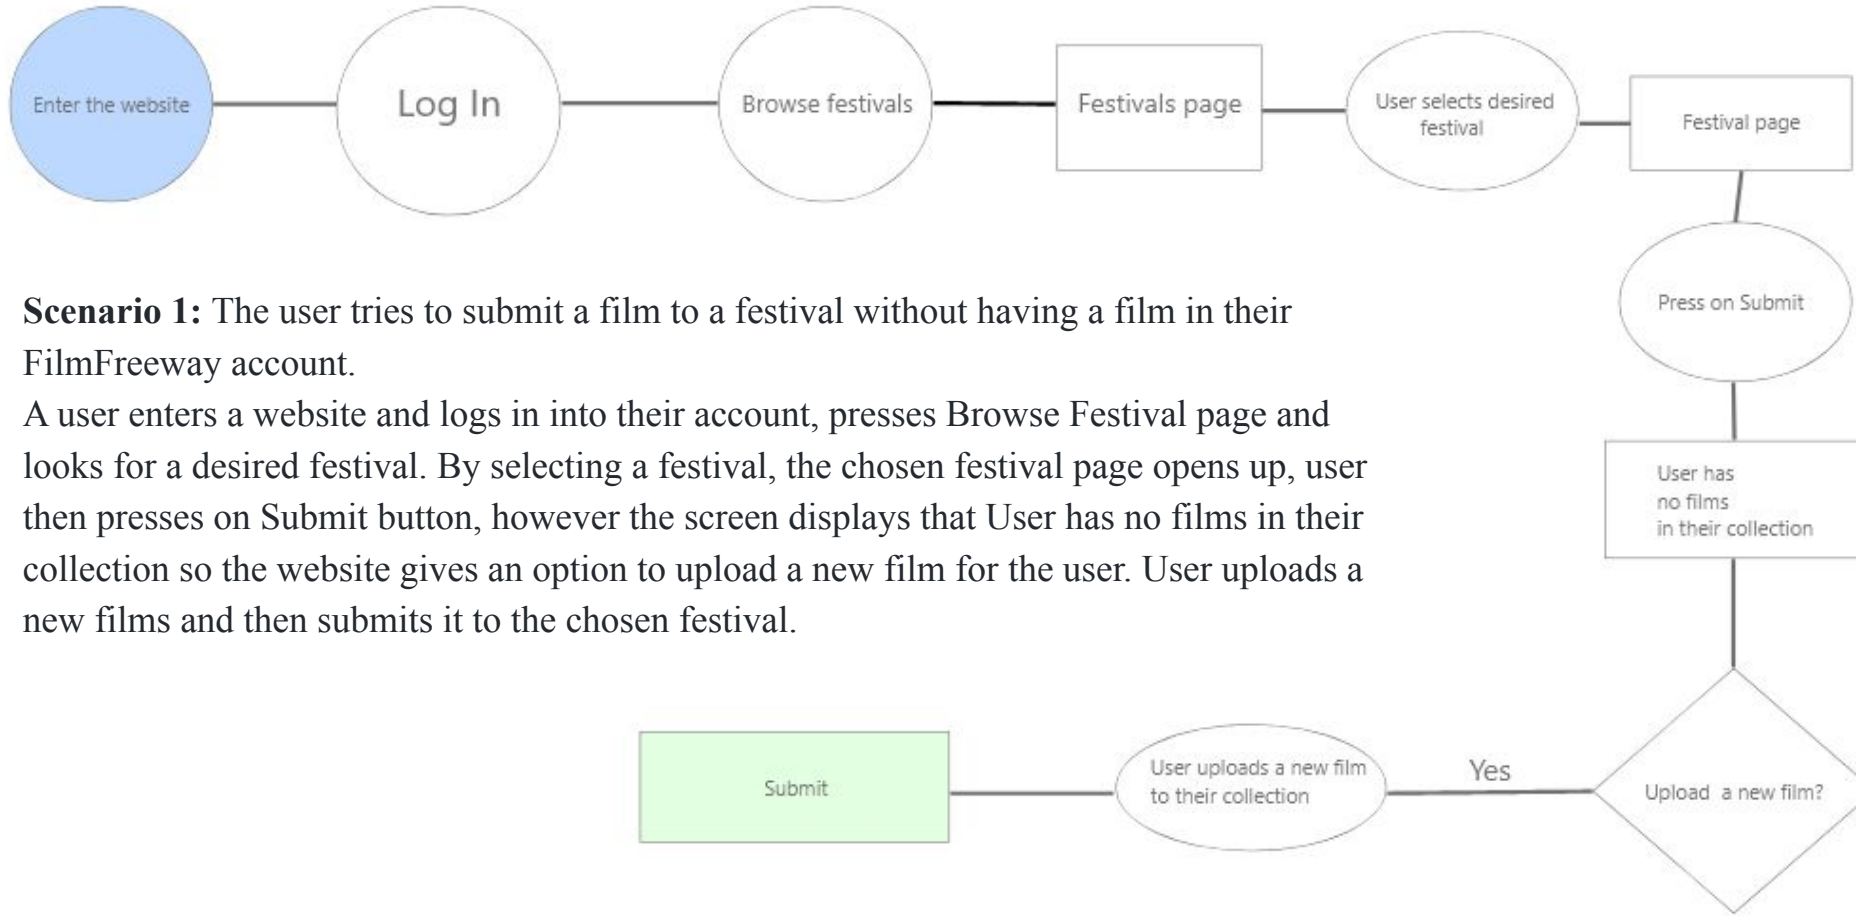 Enter the website
Log In
Browse festivals
Festivals page
User selects desired
festival
Festival page
Press on Submit
Scenario 1: The user tries to submit a film to a festival without having a film in their
FilmFreeway account.
A user enters a website and logs in into their account, presses Browse Festival page and
looks for a desired festival. By selecting a festival, the chosen festival page opens up, user
then presses on Submit button, however the screen displays that User has no films in their
collection so the website gives an option to upload a new film for the user. User uploads a
new films and then submits it to the chosen festival.
User has
no films
in their collection
Upload a new film?
Yes
User uploads a new film
to their collection
Submit